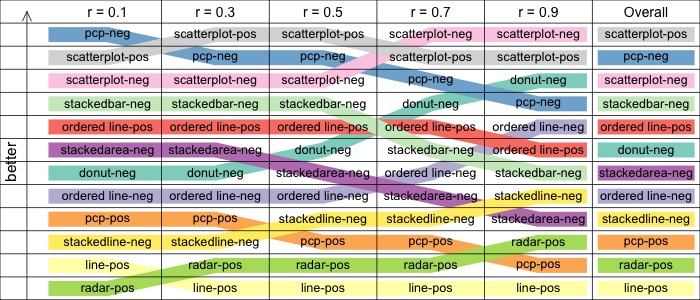 r = 0.1 r = 0.3 r = 0.5 r = 0.7 r = 0.9 Overall
pcp-neg scatterplot-pos scatterplot-pos scatterplot-neg scatterplot-neg scatterplot-pos
scatterplot-pos pcp-neg pcp-neg scatterplot-pos scatterplot-pos pcp-neg
scatterplot-neg scatterplot-neg scatterplot-neg pcp-neg donut-neg scatterplot-neg
stackedbar-neg stackedbar-neg stackedbar-neg donut-neg pcp-neg stackedbar-neg
ordered line-pos ordered line-pos ordered line-pos ordered line-pos ordered line-neg ordered line-pos
stackedarea-neg stackedarea-neg donut-neg stackedbar-neg ordered line-pos donut-neg
donut-neg donut-neg stackedarea-neg ordered line-neg stackedbar-neg stackedarea-neg
ordered line-neg ordered line-neg ordered line-neg stackedarea-neg stackedline-neg ordered line-neg
pcp-pos pcp-pos stackedline-neg stackedline-neg stackedarea-neg stackedline-neg
stackedline-neg stackedline-neg pcp-pos pcp-pos radar-pos pcp-pos
line-pos radar-pos radar-pos radar-pos pcp-pos radar-pos
radar-pos line-pos line-pos line-pos line-pos line-pos
better